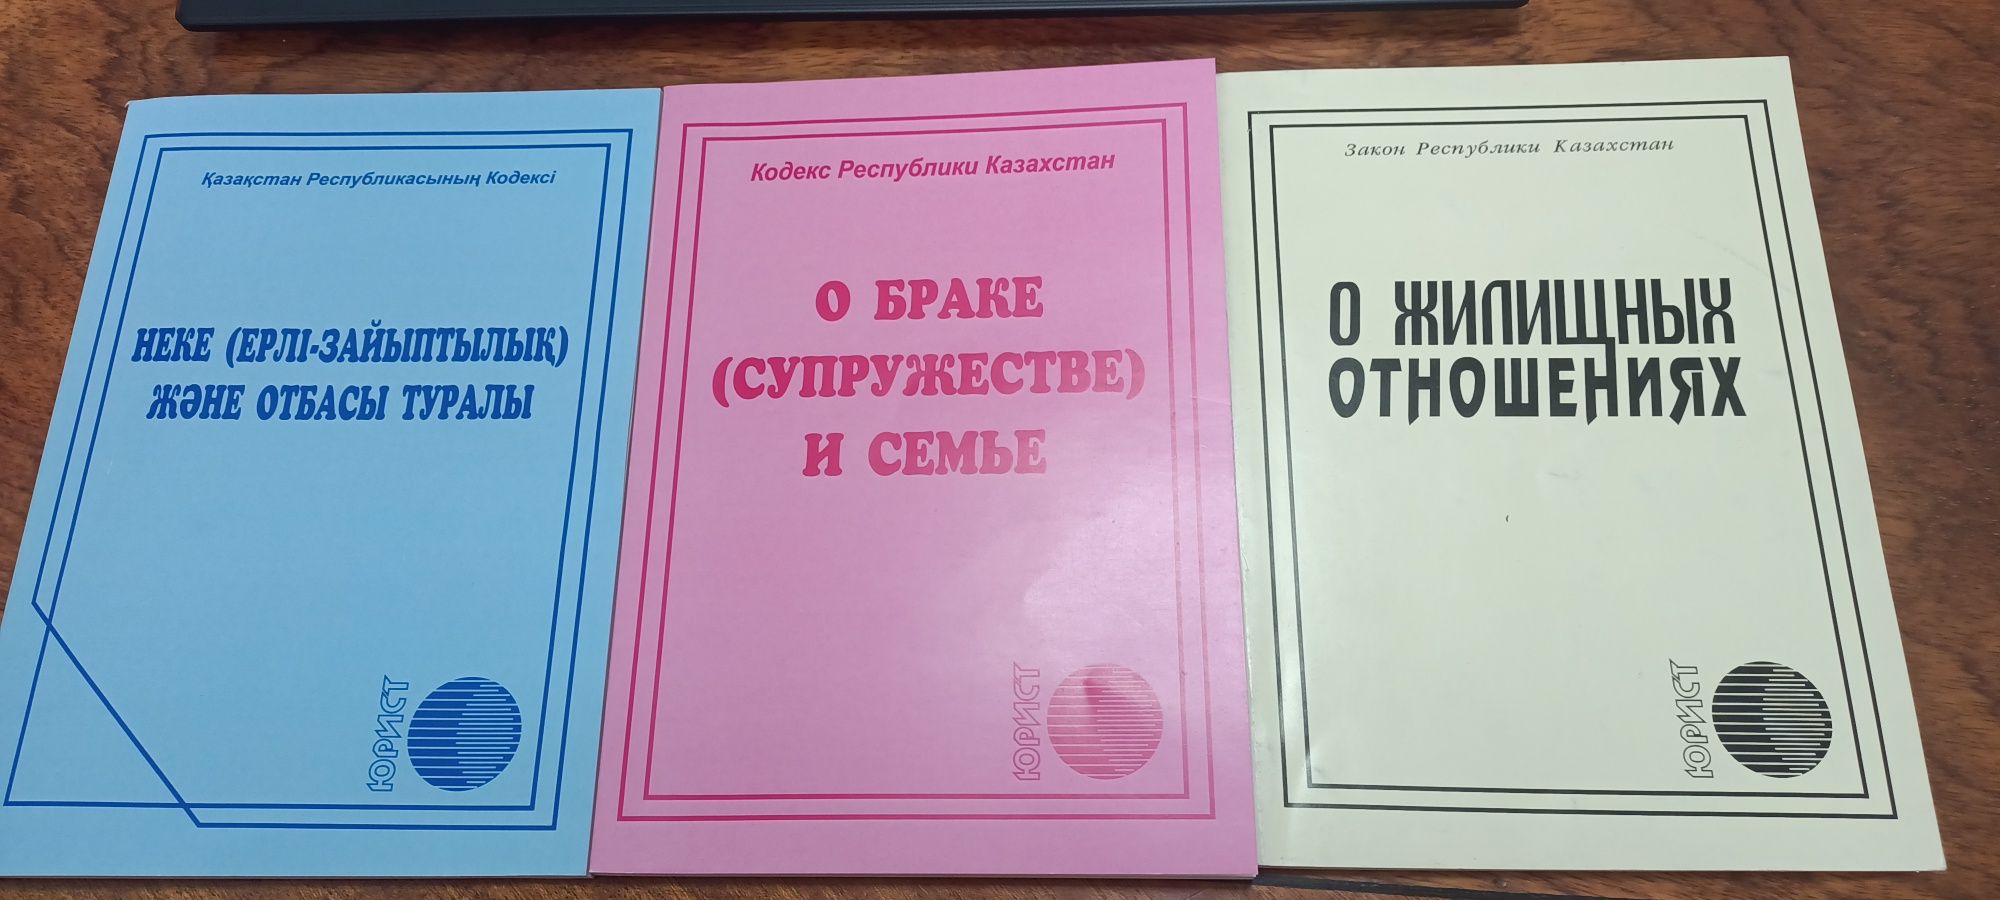 Қазақстан Республикасының Кодексі
НЕКЕ (ЕРЛІ-ЗАЙЫПТЫЛЫҚ)
ЖӘНЕ ОТБАСЫ ТУРАЛЫ
ЮРИСТ
Кодекс Республики Казахстан
О БРАКЕ
(СУПРУЖЕСТВЕ)
И СЕМЬЕ
ЮРИСТ
Закон Республики Казахстан
О ЖИЛИЩНЫХ
ОТНОШЕНИЯХ
ЮРИСТ